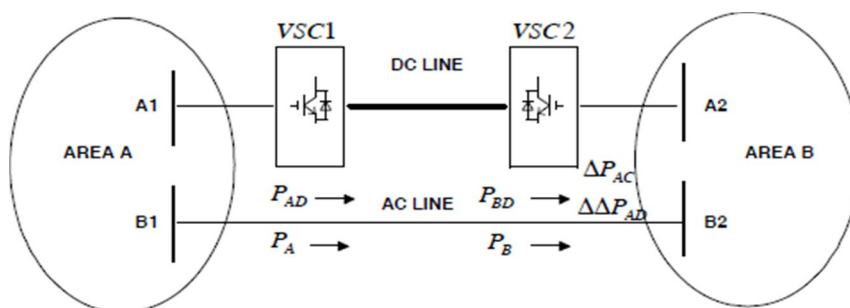 VSC1
VSC2
DC LINE
A1
A2
AREA A
AREA B
ΔP_AC
P_AD
AC LINE
P_BD
ΔΔP_AD
B1
B2
P_A
P_B